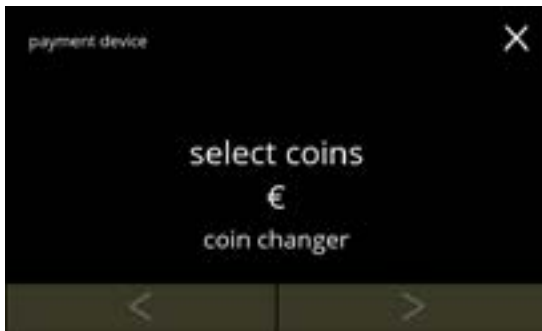 payment device
X
select coins
€
coin changer
< >